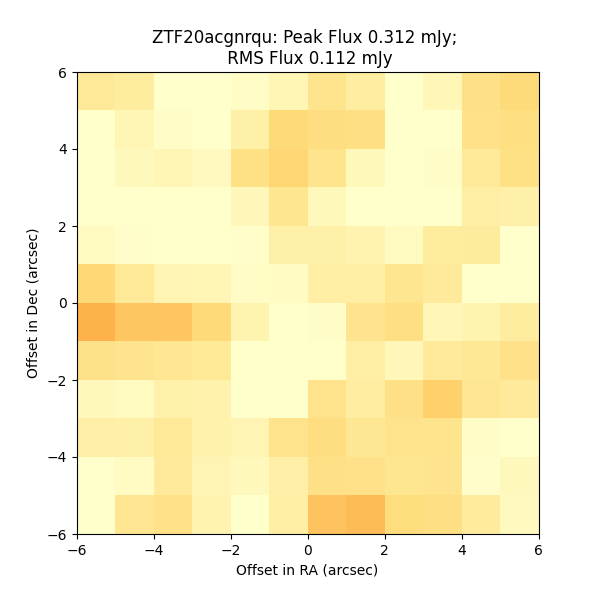 ZTF20acgnrqu: Peak Flux 0.312 mJy;
RMS Flux 0.112 mJy
6
4
2
0
−2
−4
−6
Offset in Dec (arcsec)
−6 −4 −2 0 2 4 6
Offset in RA (arcsec)